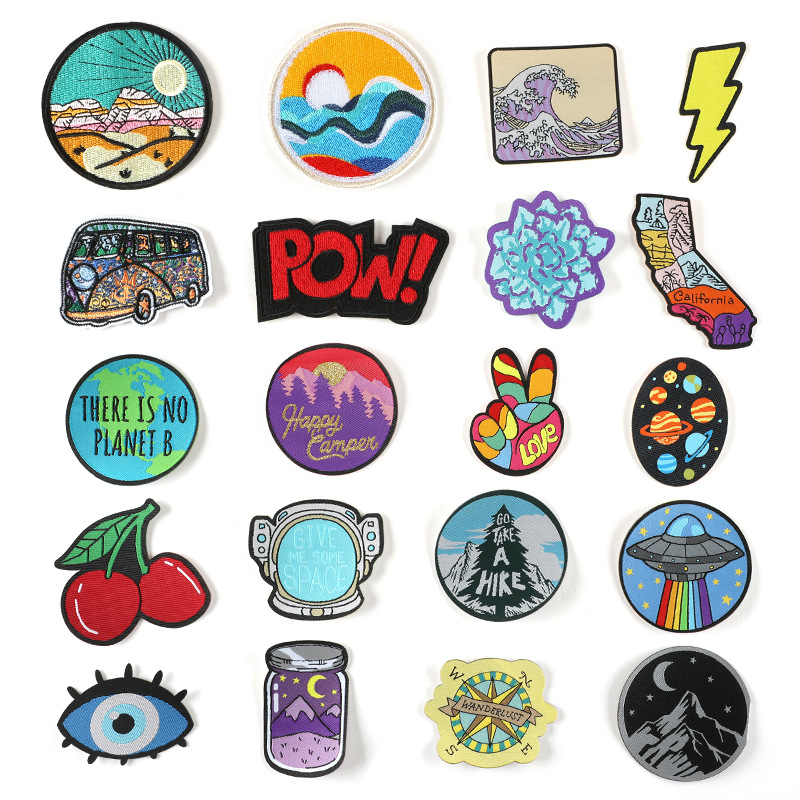 POW!
California
THERE IS NO
PLANET B
Happy
Camper
LOVE
GIVE
ME SOME
SPACE
GO
TAKE
A
HIKE
W N
WANDERLUST
S E